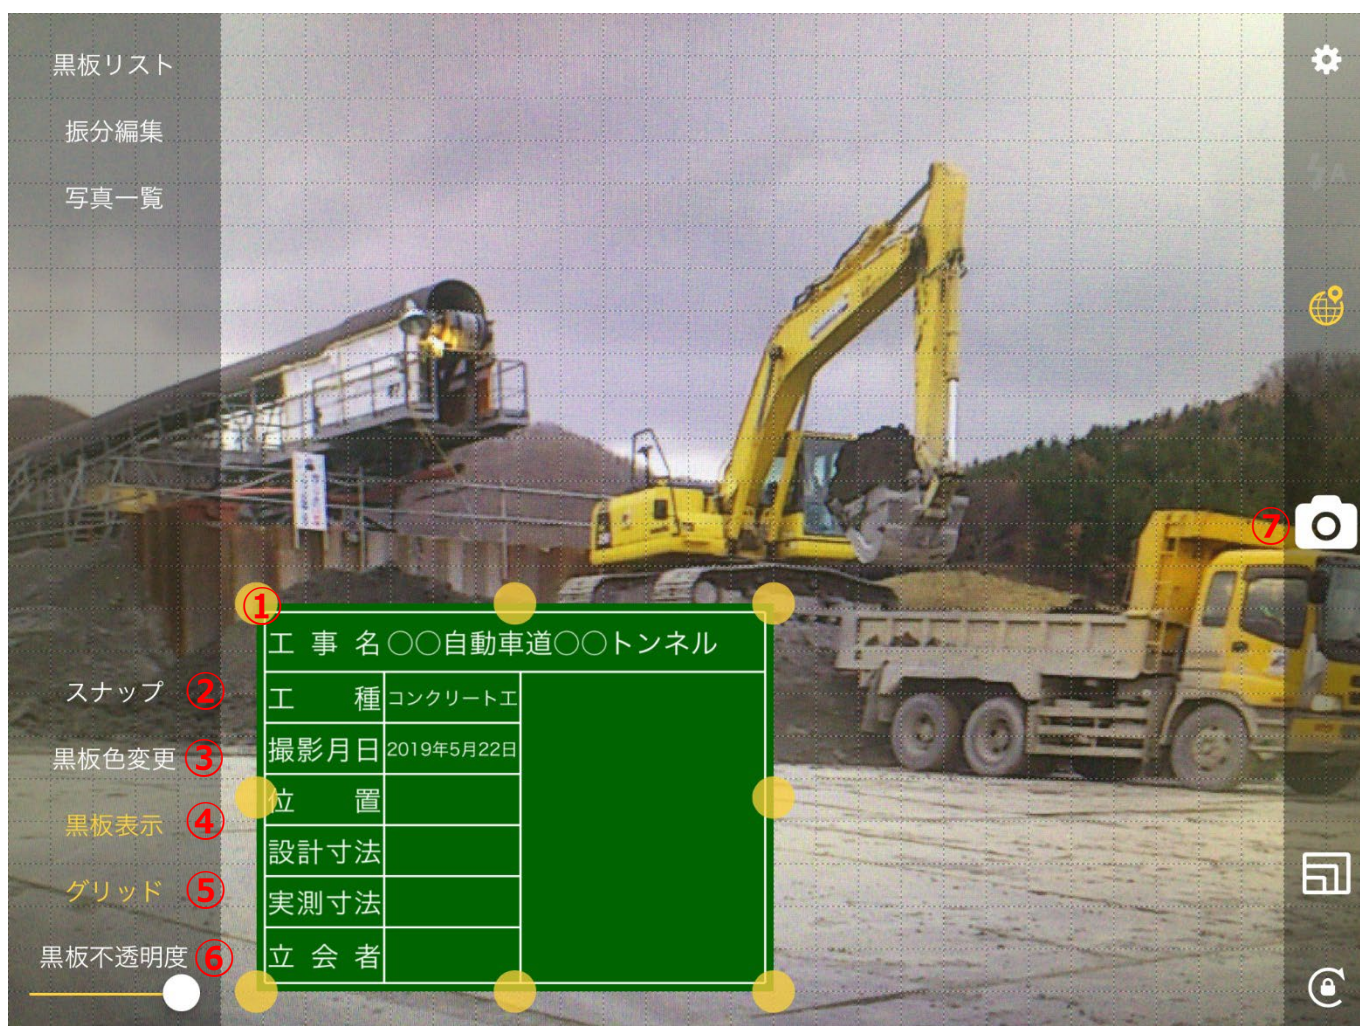 黒板リスト
振分編集
写真一覧
A
⑦
①
工事名 〇〇自動車道〇〇トンネル
工種 コンクリート工
撮影月日 2019年5月22日
位置
設計寸法
実測寸法
立会者
スナップ ②
黒板色変更 ③
黒板表示 ④
グリッド ⑤
黒板不透明度 ⑥